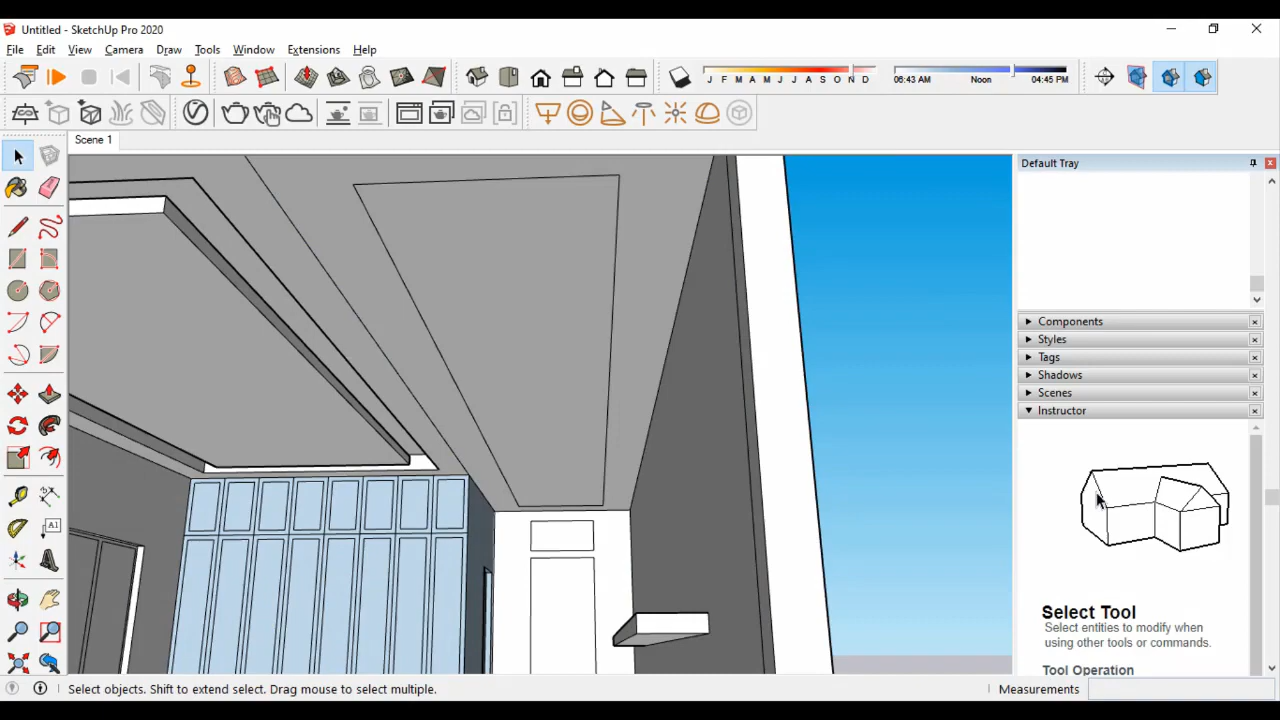 Untitled - SketchUp Pro 2020
File Edit View Camera Draw Tools Window Extensions Help
J F M A M J J A S O N D 06:43 AM Noon 04:45 PM
Scene 1
Default Tray
Components
Styles
Tags
Shadows
Scenes
Instructor
A1
Select Tool
Select entities to modify when
using other tools or commands.
Tool Operation
Select objects. Shift to extend select. Drag mouse to select multiple.
Measurements